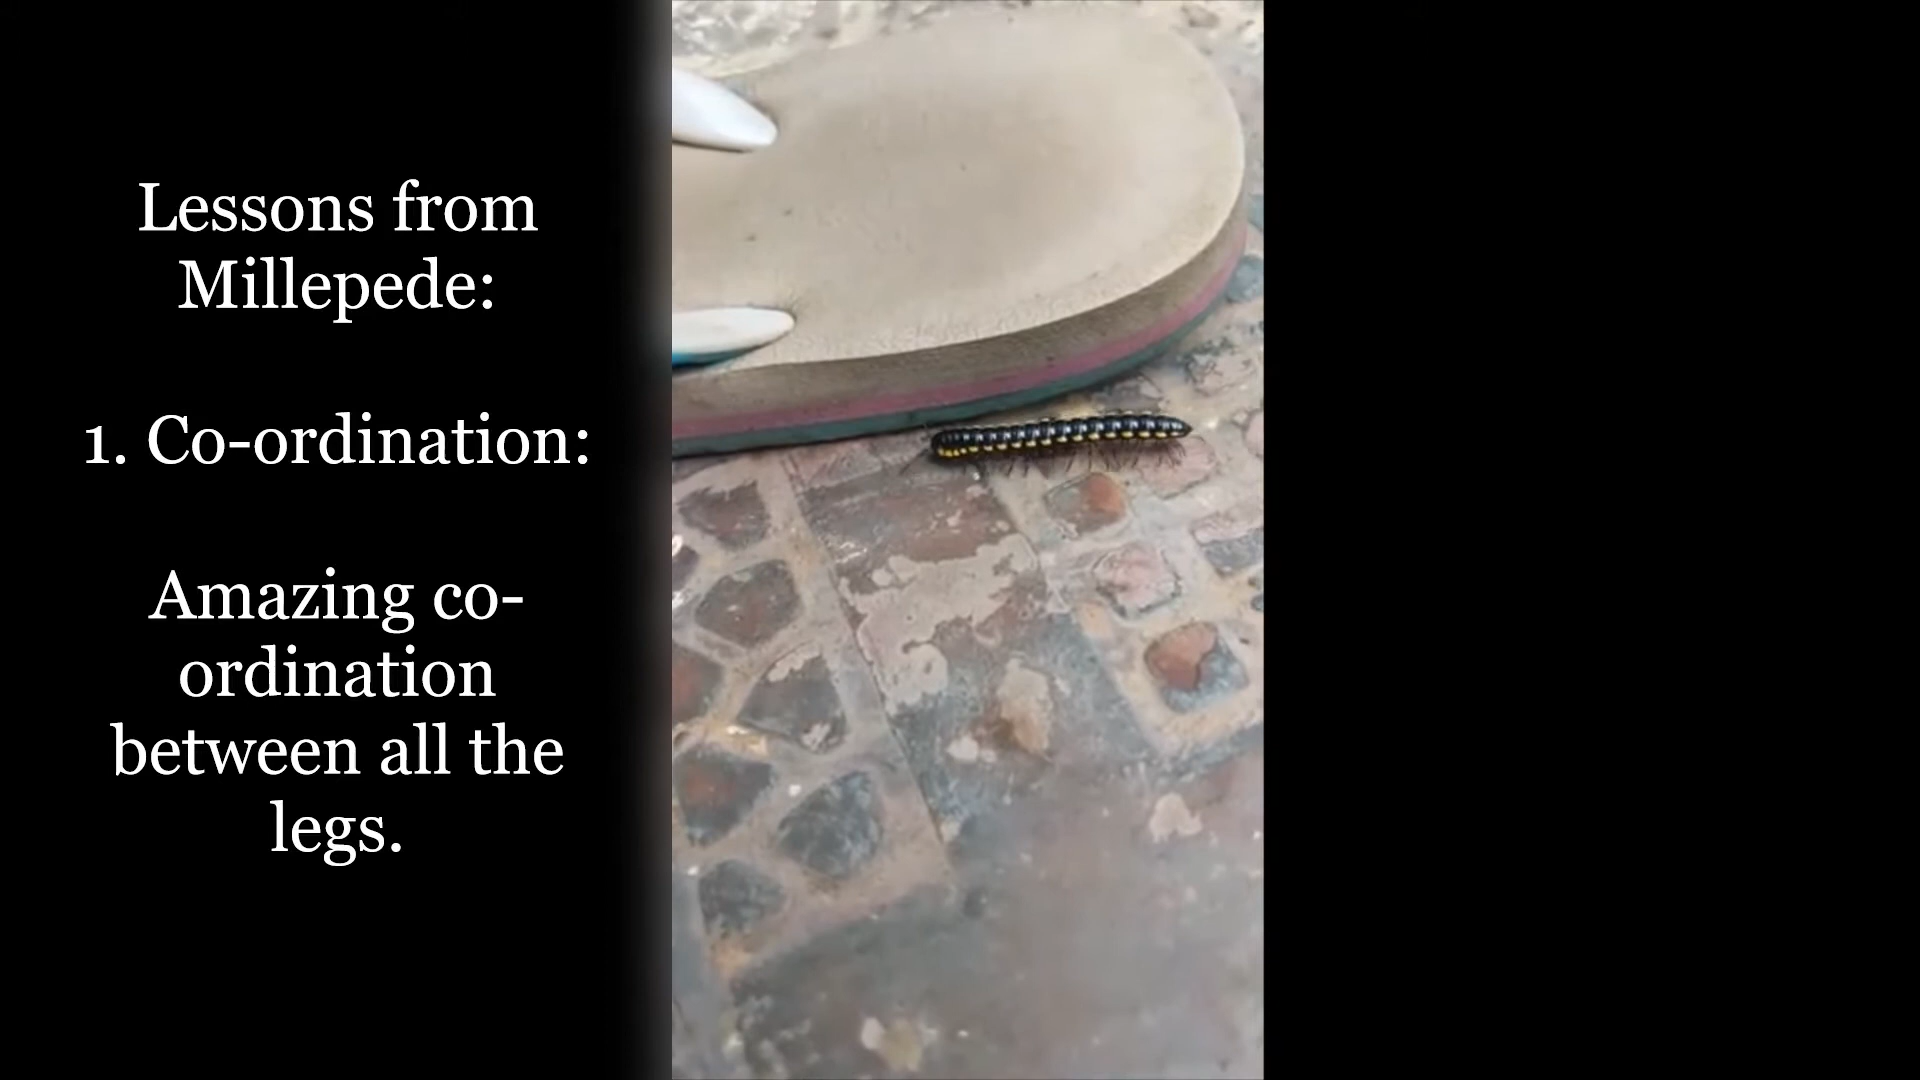 Lessons from
Millepede:
1. Co-ordination:
Amazing co-
ordination
between all the
legs.